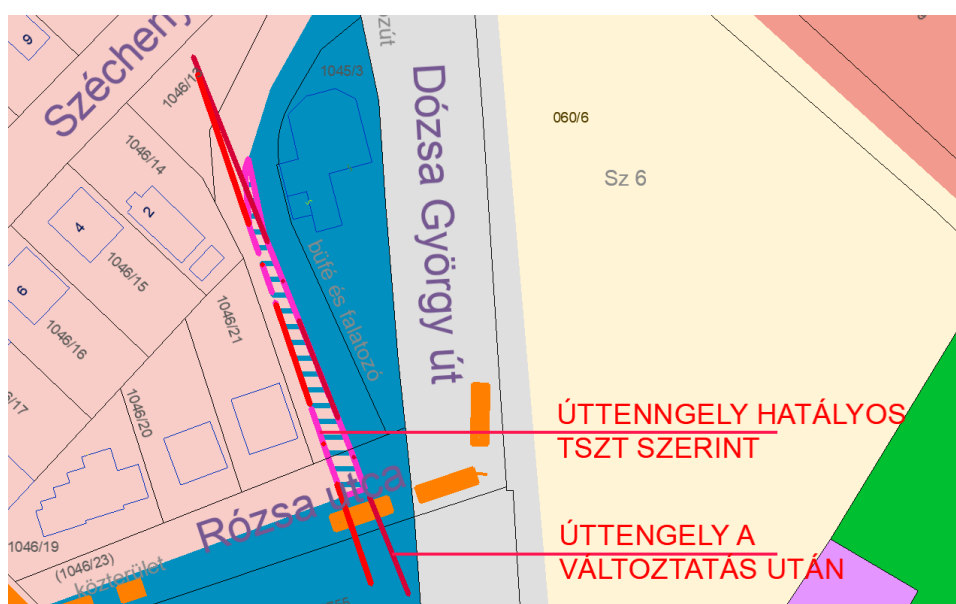 9
Széchenyi
zút
1046/13
1045/3
Dózsa György út
060/6
Sz 6
1046/14
4
2
6
1046/15
1046/16
1046/21
büfé és falatozó
/17
1046/20
ÚTTENNGELY HATÁLYOS
TSZT SZERINT
Rózsa utca
1046/19
(1046/23)
közterület
ÚTTENGELY A
VÁLTOZTATÁS UTÁN